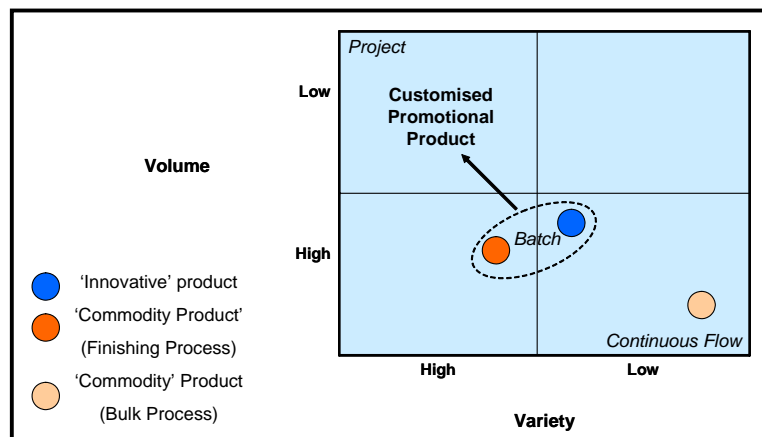 Project
Low
Customised
Promotional
Product
Volume
High
Batch
'Innovative' product
'Commodity Product'
(Finishing Process)
Continuous Flow
High
Low
'Commodity' Product
(Bulk Process)
Variety